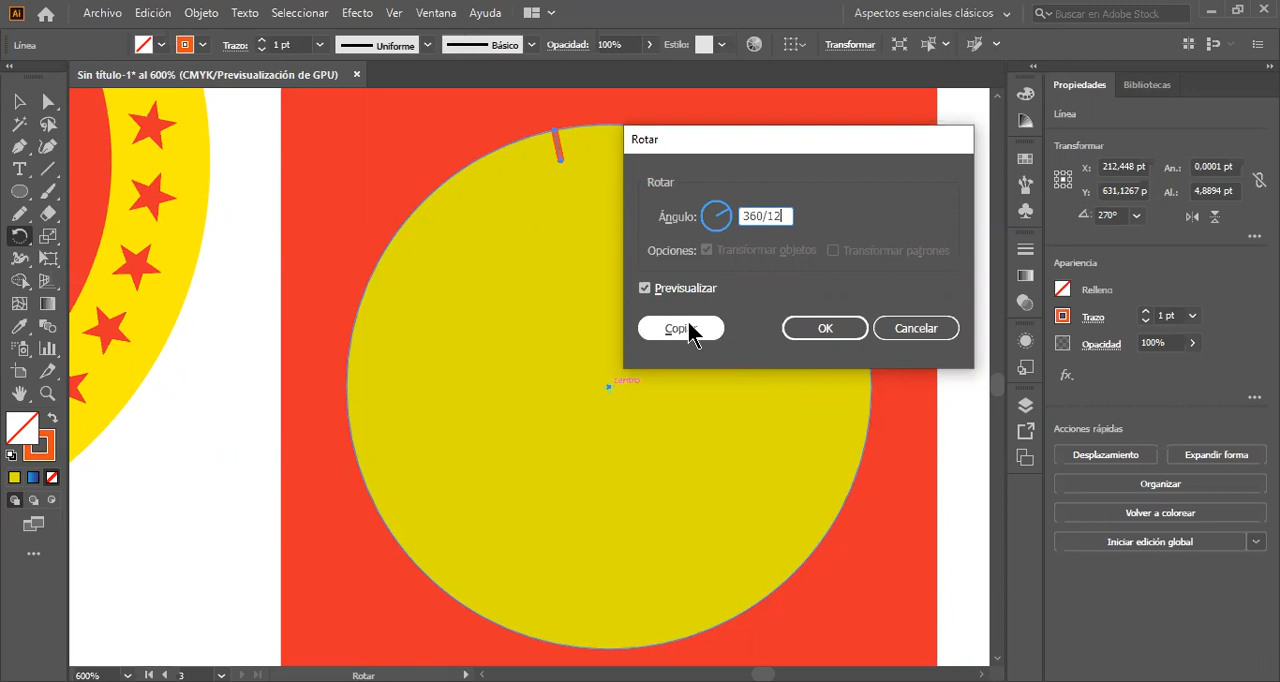 Ai Archivo Edición Objeto Texto Seleccionar Efecto Ver Ventana Ayuda Aspectos esenciales clásicos Buscar en Adobe Stock
Línea Trazo: 1 pt Uniforme Básico Opacidad: 100% Estilo: Transformar
Sin título-1* al 600% (CMYK/Previsualización de GPU) ×
Rotar
Rotar
Ángulo: 360/12
Opciones: Transformar objetos Transformar patrones
Previsualizar
OK Cancelar
centro
Propiedades Bibliotecas
Línea
Transformar
X: 212,448 pt An.: 0,0001 pt
Y: 631,1267 p Al.: 4,8894 pt
270°
Apariencia
Relleno
Trazo 1 pt
Opacidad 100%
fx.
Acciones rápidas
Desplazamiento Expandir forma
Organizar
Volver a colorear
Iniciar edición global
600% 3 Rotar